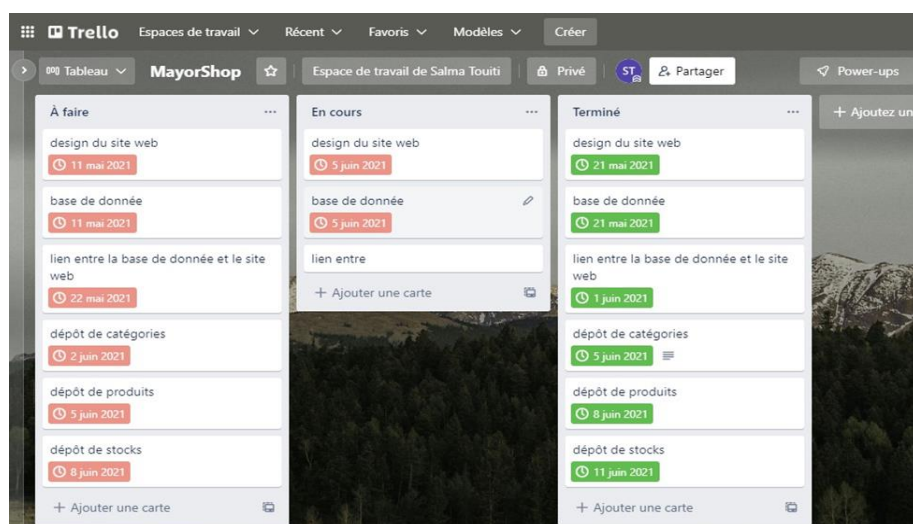 Trello Espaces de travail Récent Favoris Modèles Créer
Tableau MayorShop Espace de travail de Salma Touiti Privé ST Partager Power-ups
À faire
design du site web
11 mai 2021
base de donnée
11 mai 2021
lien entre la base de donnée et le site
web
22 mai 2021
dépôt de catégories
2 juin 2021
dépôt de produits
5 juin 2021
dépôt de stocks
8 juin 2021
+ Ajouter une carte
En cours
design du site web
5 juin 2021
base de donnée
5 juin 2021
lien entre
+ Ajouter une carte
Terminé
design du site web
21 mai 2021
base de donnée
21 mai 2021
lien entre la base de donnée et le site
web
1 juin 2021
dépôt de catégories
5 juin 2021
dépôt de produits
8 juin 2021
dépôt de stocks
11 juin 2021
+ Ajouter une carte
+ Ajoutez un